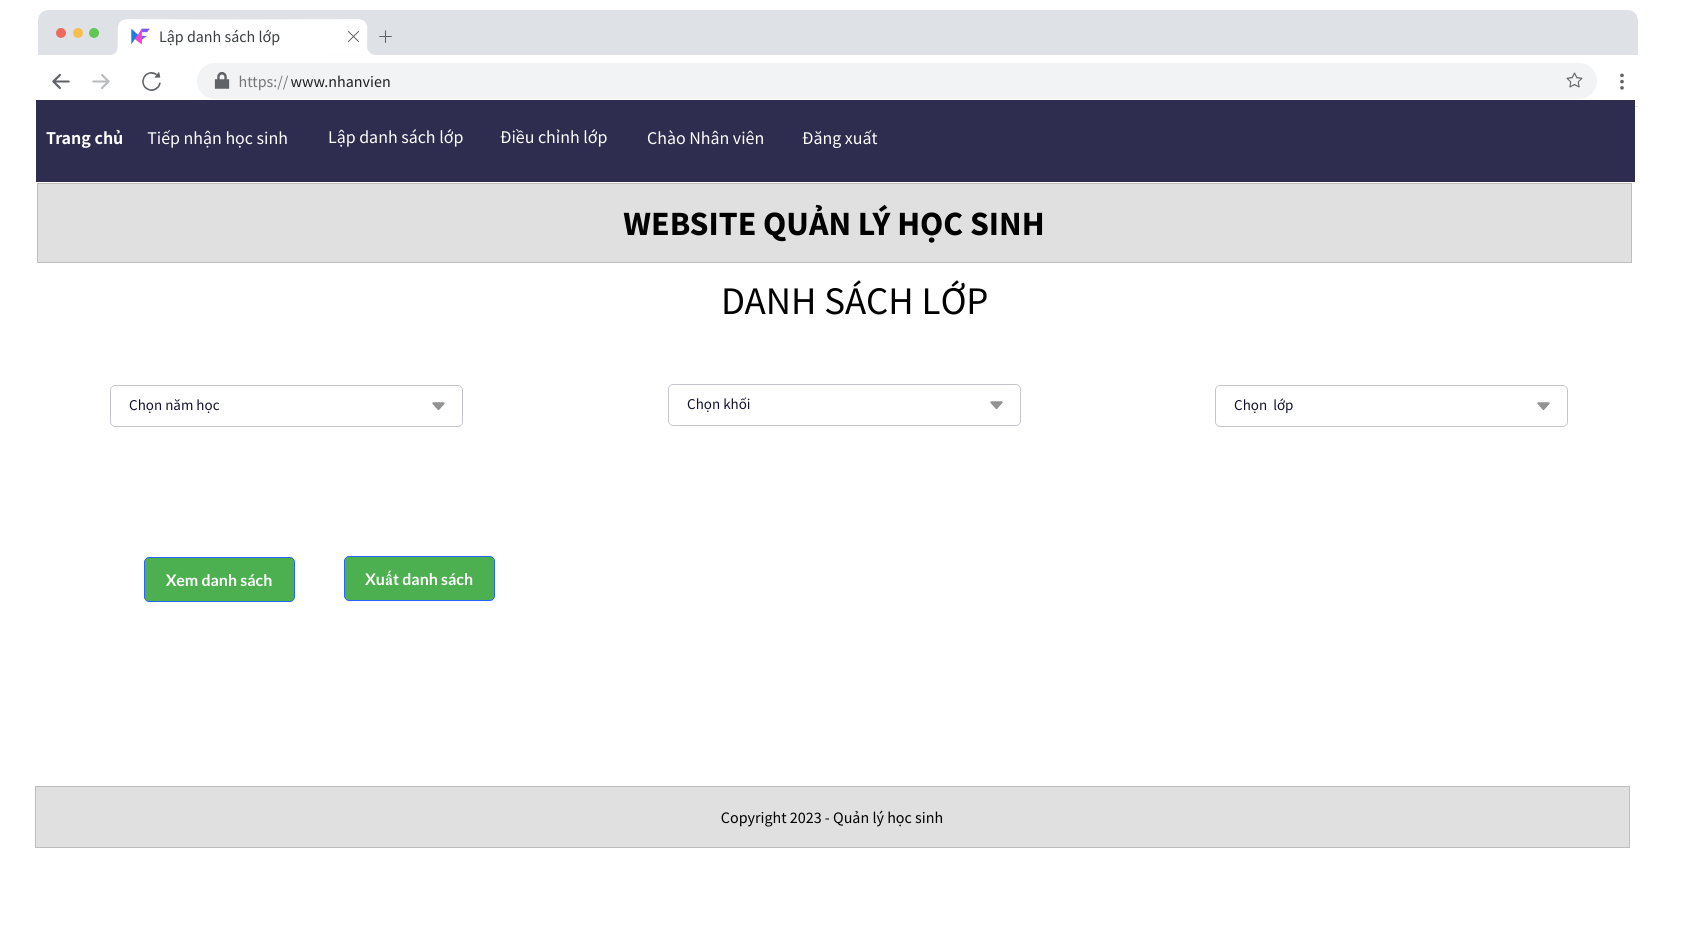 Lập danh sách lớp
https://www.nhanvien
Trang chủ Tiếp nhận học sinh Lập danh sách lớp Điều chỉnh lớp Chào Nhân viên Đăng xuất
WEBSITE QUẢN LÝ HỌC SINH
DANH SÁCH LỚP
Chọn năm học Chọn khối Chọn lớp
Xem danh sách Xuất danh sách
Copyright 2023 - Quản lý học sinh